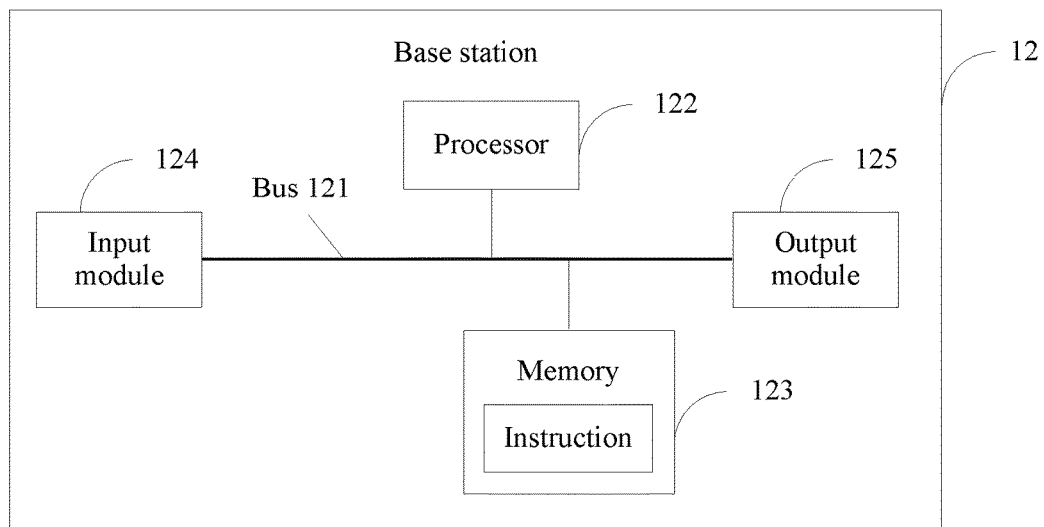 Base station
12
122
Processor
124
125
Bus 121
Input
module
Output
module
Memory
123
Instruction